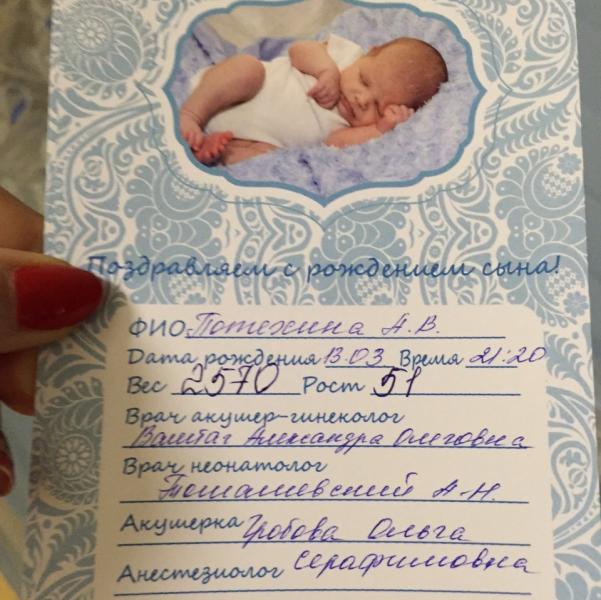 Поздравляем с рождением сына!
ФИО Потехина А.В.
Дата рождения 13.03 Время 21:20
Вес 2570 Рост 51
Врач акушер-гинеколог
Александра Олеговна
Врач неонатолог
А.Н.
Акушерка Гробова Ольга
Анестезиолог Серафимовна